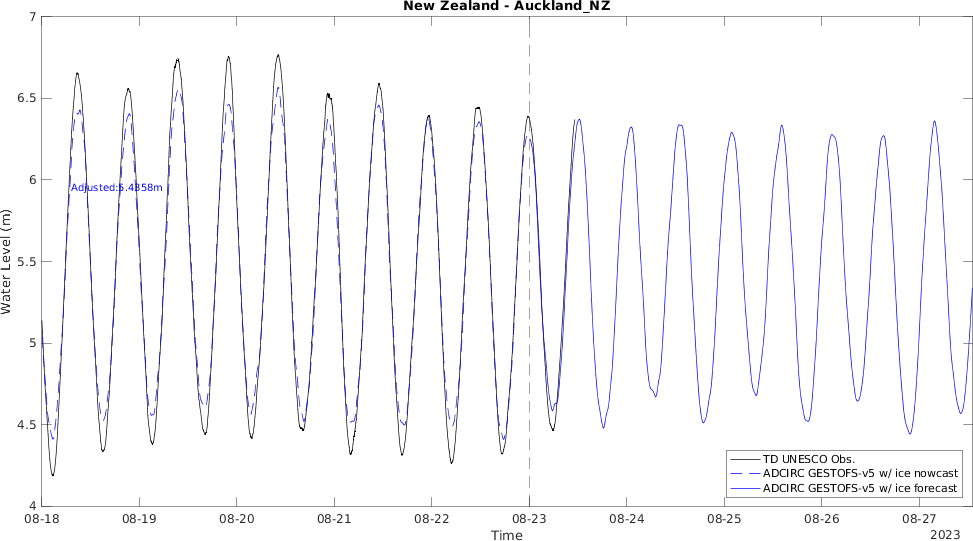 New Zealand - Auckland_NZ
7
6.5
6
5.5
5
4.5
4
Water Level (m)
Adjusted:5.4358m
TD UNESCO Obs.
ADCIRC GESTOFS-v5 w/ ice nowcast
ADCIRC GESTOFS-v5 w/ ice forecast
08-18 08-19 08-20 08-21 08-22 08-23 08-24 08-25 08-26 08-27
Time
2023